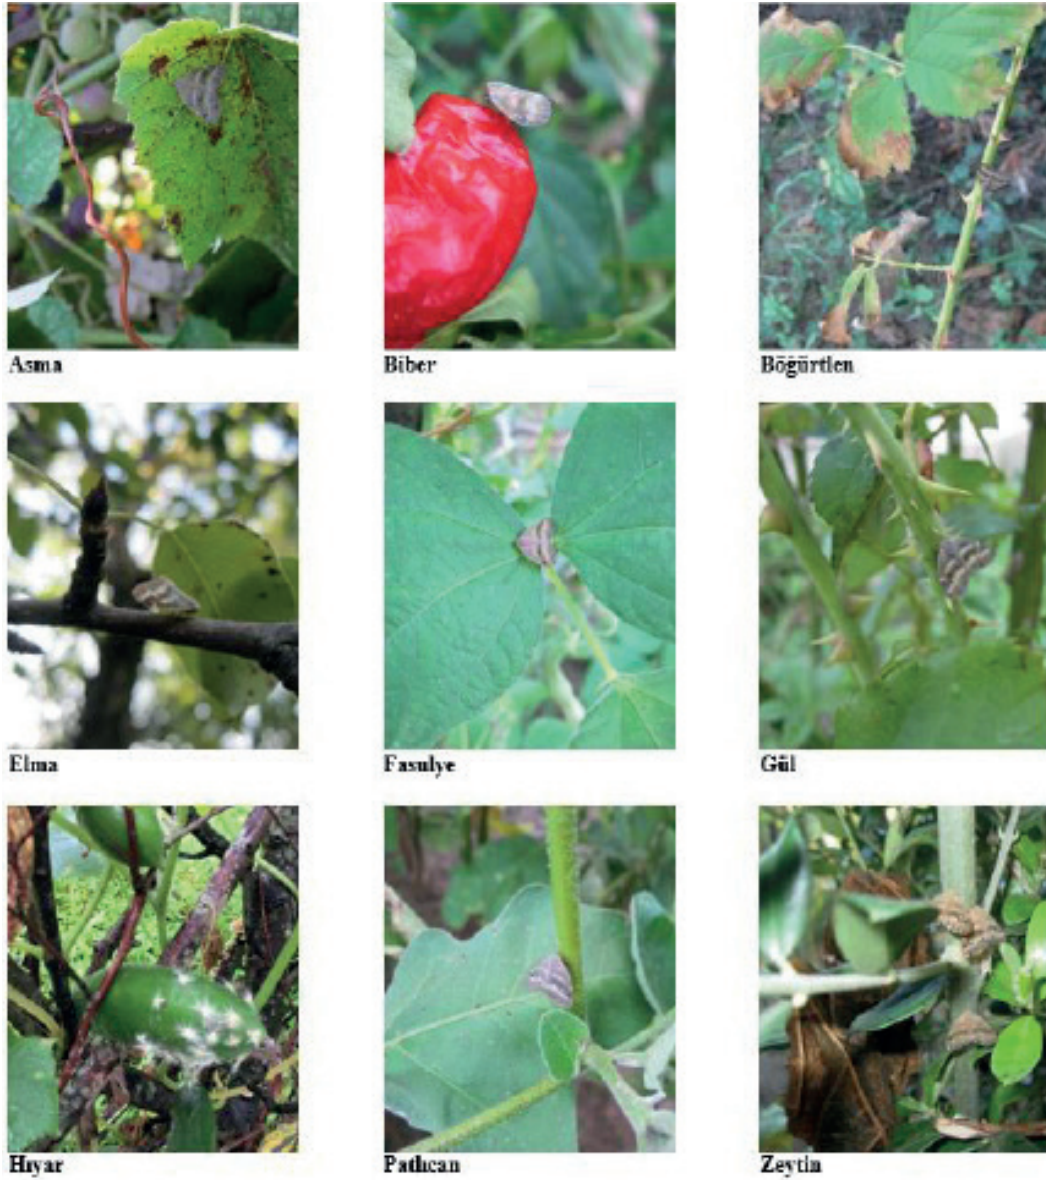 Asma
Biber
Böğürtlen
Elma
Fasulye
Gül
Hıyar
Patlıcan
Zeytin